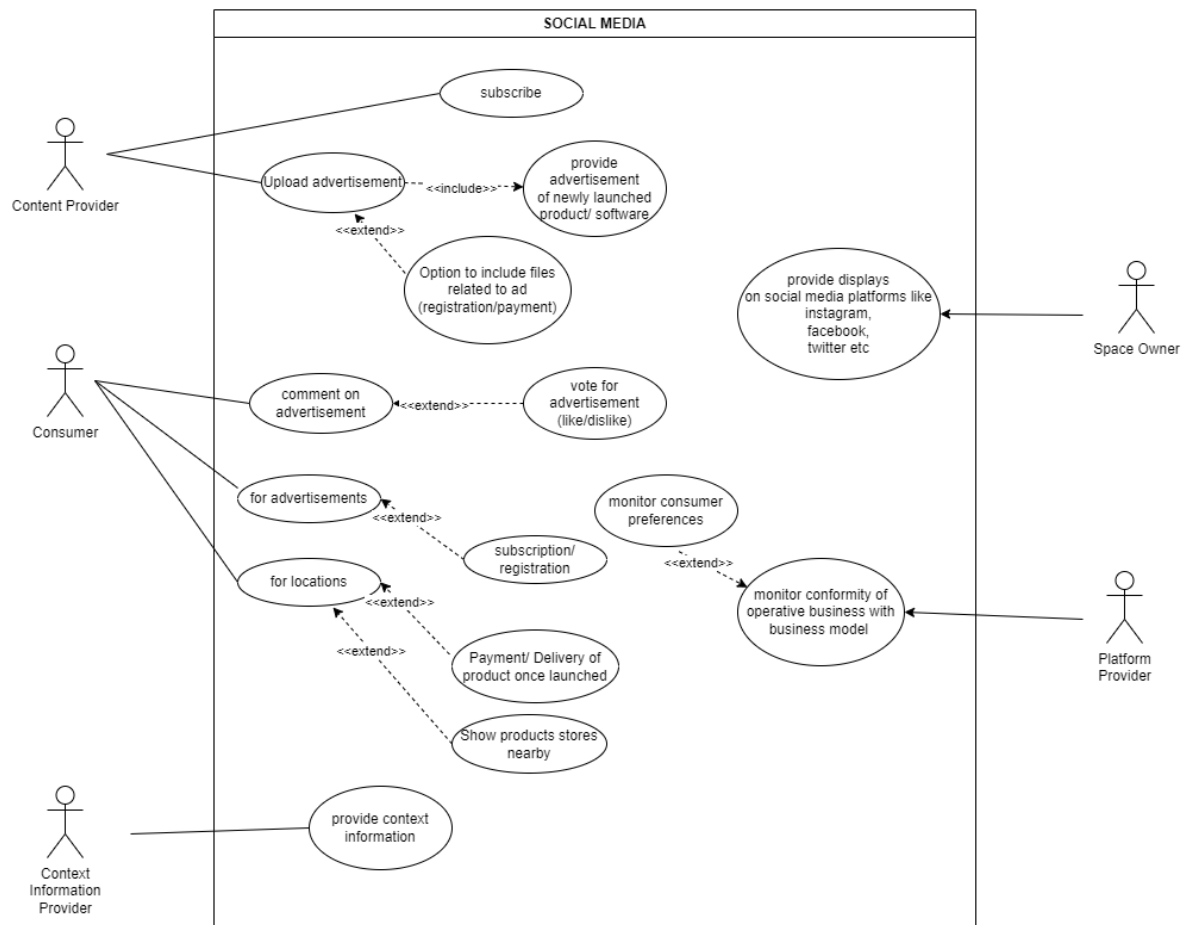 SOCIAL MEDIA
subscribe
Content Provider
Upload advertisement
<<include>>
provide
advertisement
of newly launched
product/ software
<<extend>>
Option to include files
related to ad
(registration/payment)
provide displays
on social media platforms like
instagram,
facebook,
twitter etc
Space Owner
Consumer
comment on
advertisement
<<extend>>
vote for
advertisement
(like/dislike)
for advertisements
<<extend>>
subscription/
registration
monitor consumer
preferences
<<extend>>
monitor conformity of
operative business with
business model
Platform
Provider
for locations
<<extend>>
<<extend>>
Payment/ Delivery of
product once launched
Show products stores
nearby
provide context
information
Context
Information
Provider